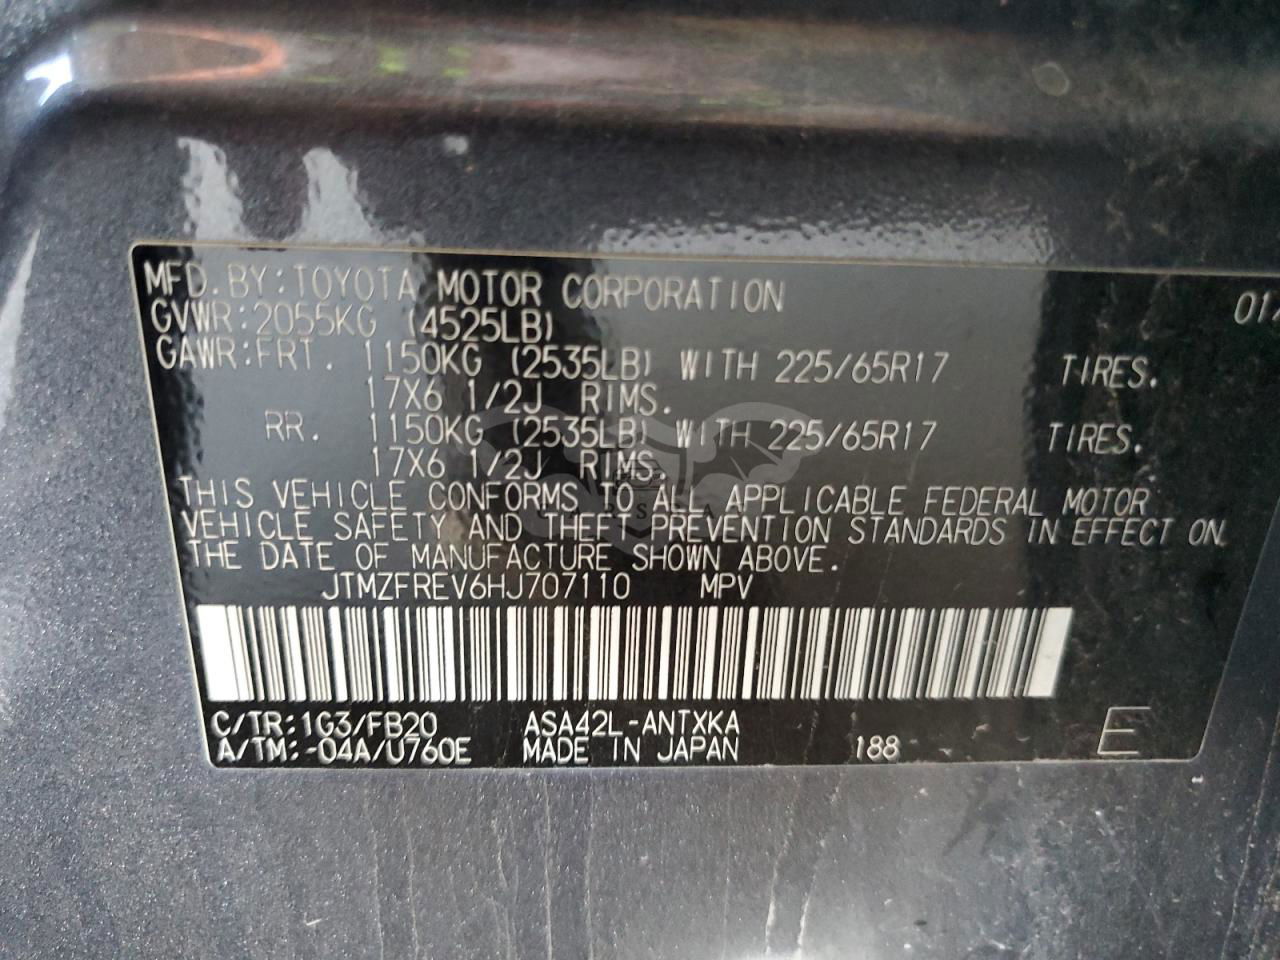 MFD. BY: TOYOTA MOTOR CORPORATION 01/
GVWR: 2055KG (4525LB)
GAWR: FRT. 1150KG (2535LB) WITH 225/65R17 TIRES.
17X6 1/2J RIMS.
RR. 1150KG (2535LB) WITH 225/65R17 TIRES.
17X6 1/2J RIMS.
THIS VEHICLE CONFORMS TO ALL APPLICABLE FEDERAL MOTOR
VEHICLE SAFETY AND THEFT PREVENTION STANDARDS IN EFFECT ON
THE DATE OF MANUFACTURE SHOWN ABOVE.
JTMZFREV6HJ707110 MPV
C/TR: 1G3/FB20 ASA42L-ANTXKA
A/TM: -04A/U760E MADE IN JAPAN 188 E